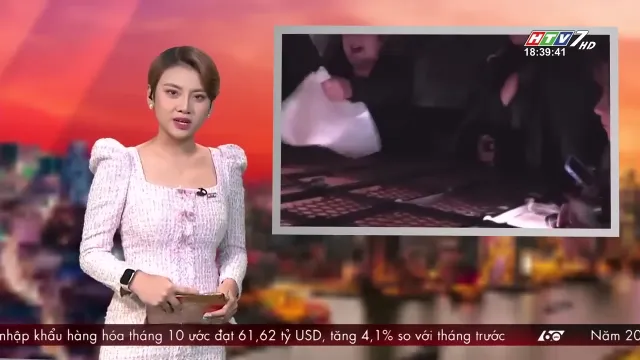 HTV7 HD
18:39:41
nhập khẩu hàng hóa tháng 10 ước đạt 61,62 tỷ USD, tăng 4,1% so với tháng trước 60 Năm 20